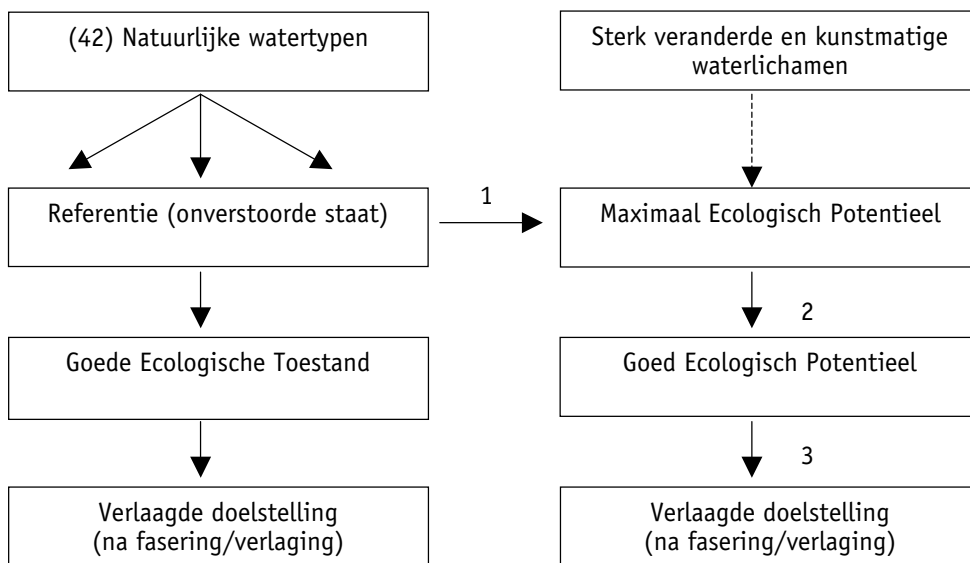 (42) Natuurlijke watertypen
Sterk veranderde en kunstmatige
waterlichamen
Referentie (onverstoorde staat)
1
Maximaal Ecologisch Potentieel
2
Goede Ecologische Toestand
Goed Ecologisch Potentieel
3
Verlaagde doelstelling
(na fasering/verlaging)
Verlaagde doelstelling
(na fasering/verlaging)